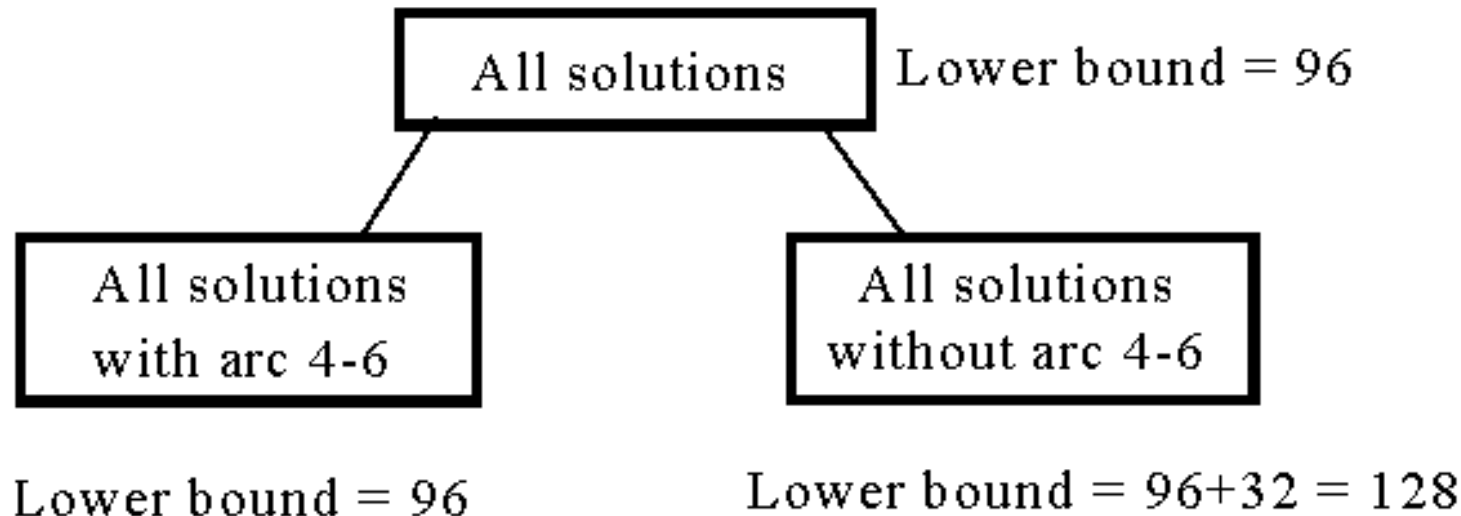 All solutions
Lower bound = 96
All solutions
with arc 4-6
All solutions
without arc 4-6
Lower bound = 96
Lower bound = 96+32 = 128